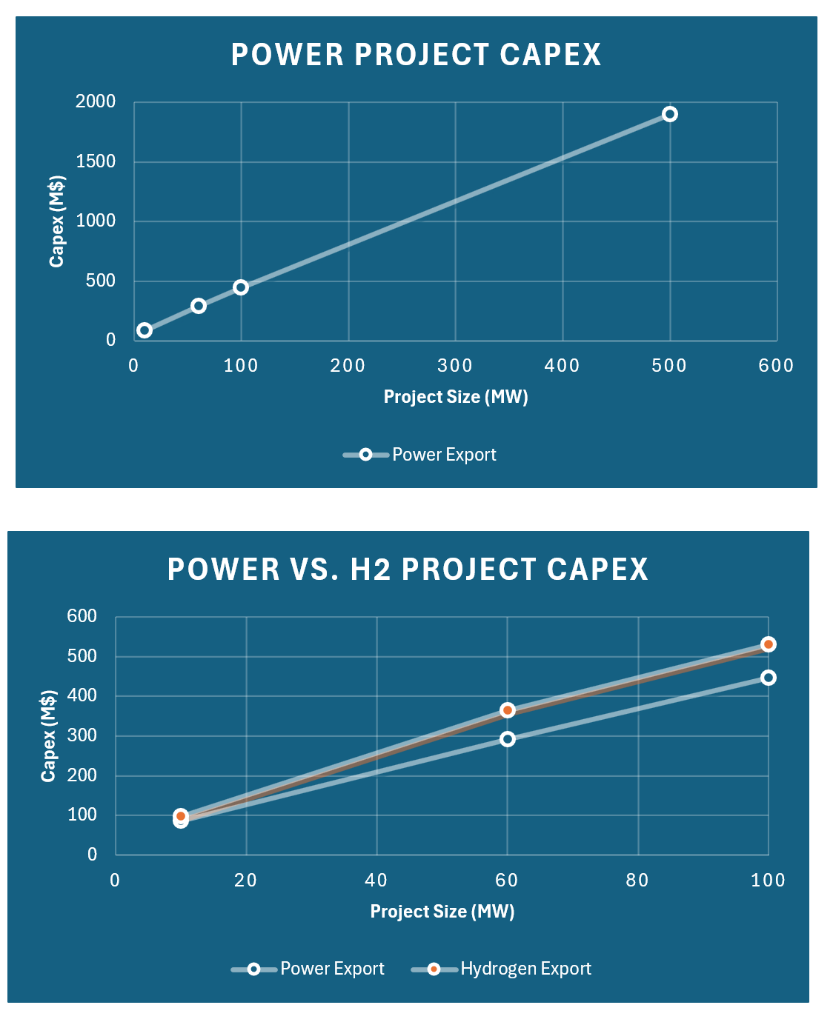 POWER PROJECT CAPEX
2000
1500
1000
500
0
Capex (M$)
0 100 200 300 400 500 600
Project Size (MW)
Power Export
POWER VS. H2 PROJECT CAPEX
600
500
400
300
200
100
0
Capex (M$)
0 20 40 60 80 100
Project Size (MW)
Power Export Hydrogen Export